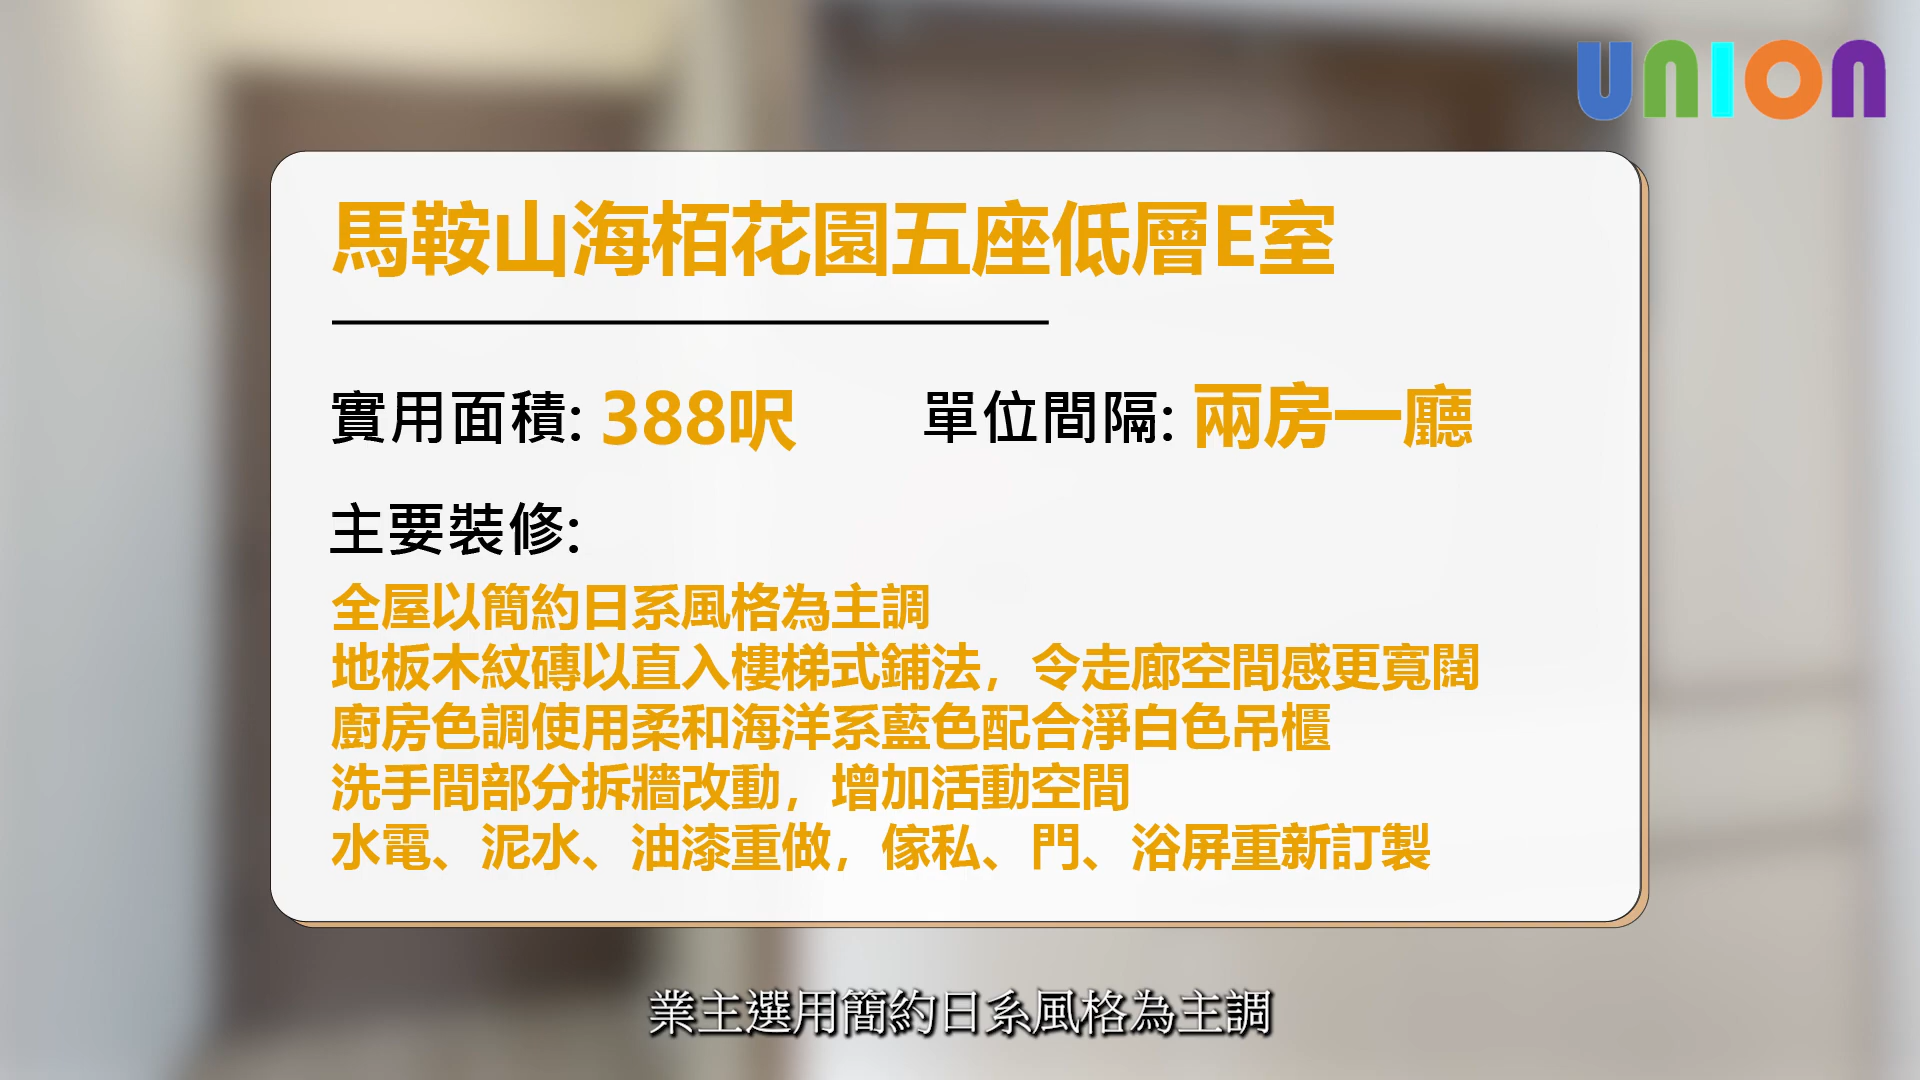 UNION
馬鞍山海栢花園五座低層E室
實用面積: 388呎 單位間隔: 兩房一廳
主要裝修:
全屋以簡約日系風格為主調
地板木紋磚以直入樓梯式鋪法，令走廊空間感更寬闊
廚房色調使用柔和海洋系藍色配合淨白色吊櫃
洗手間部分拆牆改動，增加活動空間
水電、泥水、油漆重做，傢私、門、浴屏重新訂製
業主選用簡約日系風格為主調